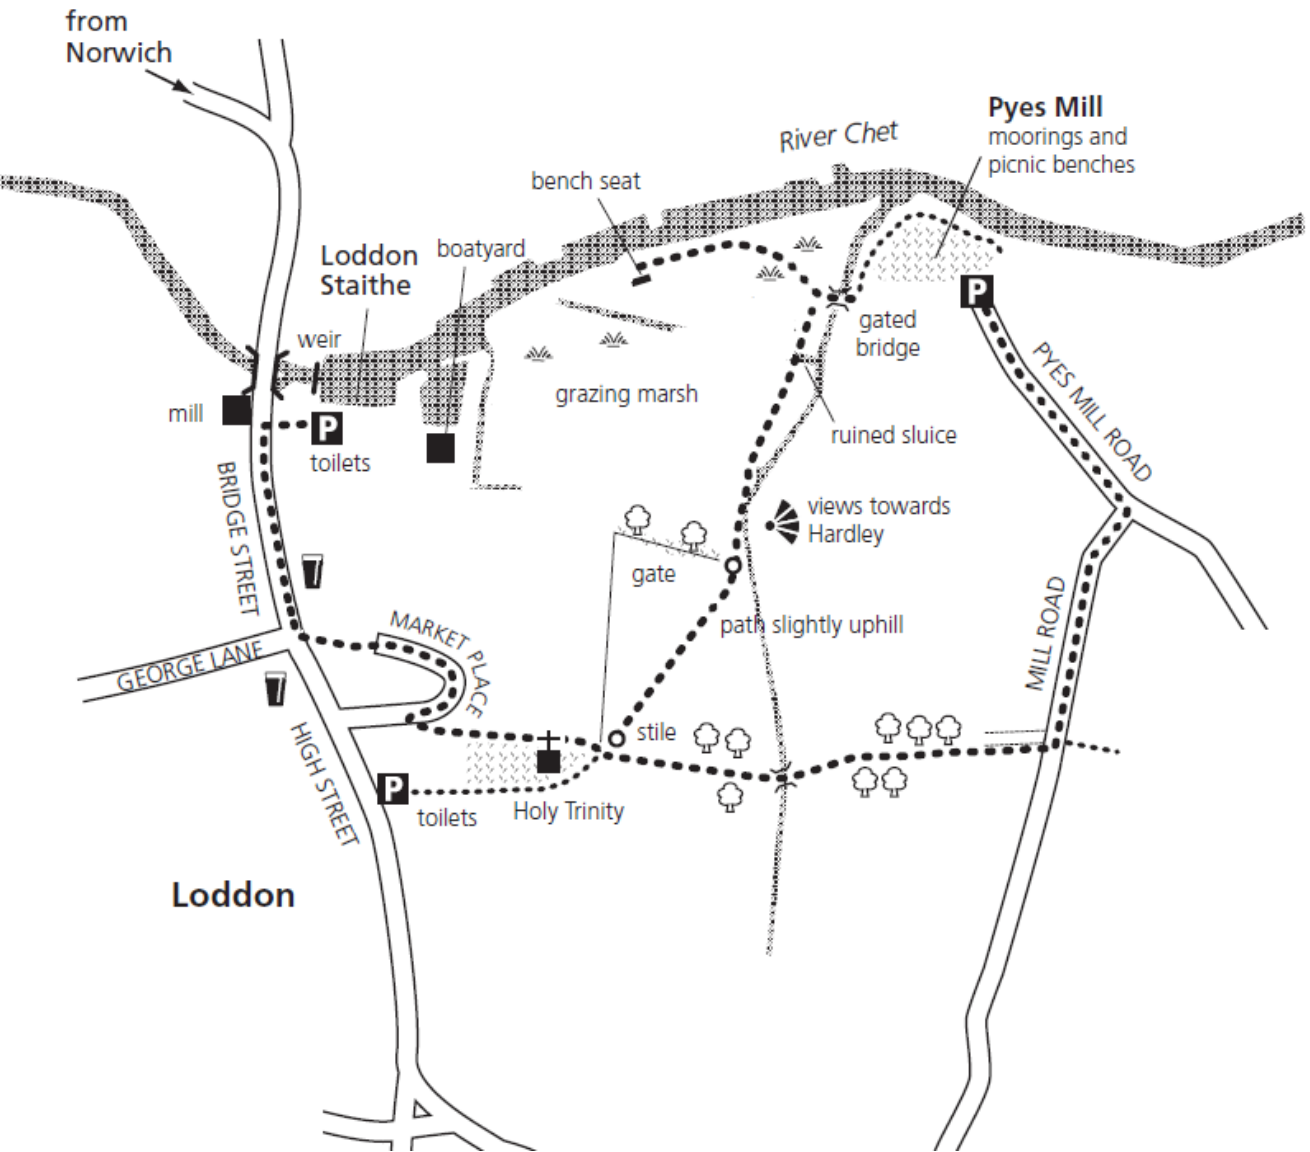 from
Norwich
Pyes Mill
moorings and
picnic benches
River Chet
bench seat
boatyard
Loddon
Staithe
weir
P
gated
bridge
PYES MILL ROAD
grazing marsh
mill
P
toilets
ruined sluice
BRIDGE STREET
views towards
Hardley
gate
MILL ROAD
path slightly uphill
MARKET PLACE
GEORGE LANE
stile
HIGH STREET
P
toilets
Holy Trinity
Loddon